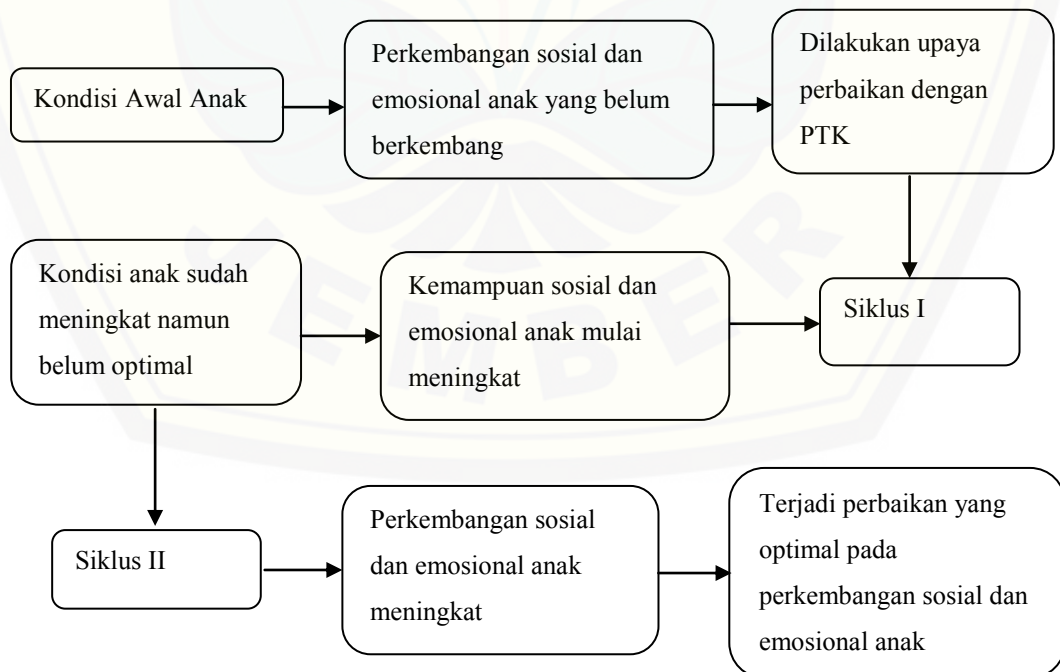 Kondisi Awal Anak
Perkembangan sosial dan
emosional anak yang belum
berkembang
Dilakukan upaya
perbaikan dengan
PTK
Kondisi anak sudah
meningkat namun
belum optimal
Kemampuan sosial dan
emosional anak mulai
meningkat
Siklus I
Siklus II
Perkembangan sosial
dan emosional anak
meningkat
Terjadi perbaikan yang
optimal pada
perkembangan sosial dan
emosional anak
JEMBER